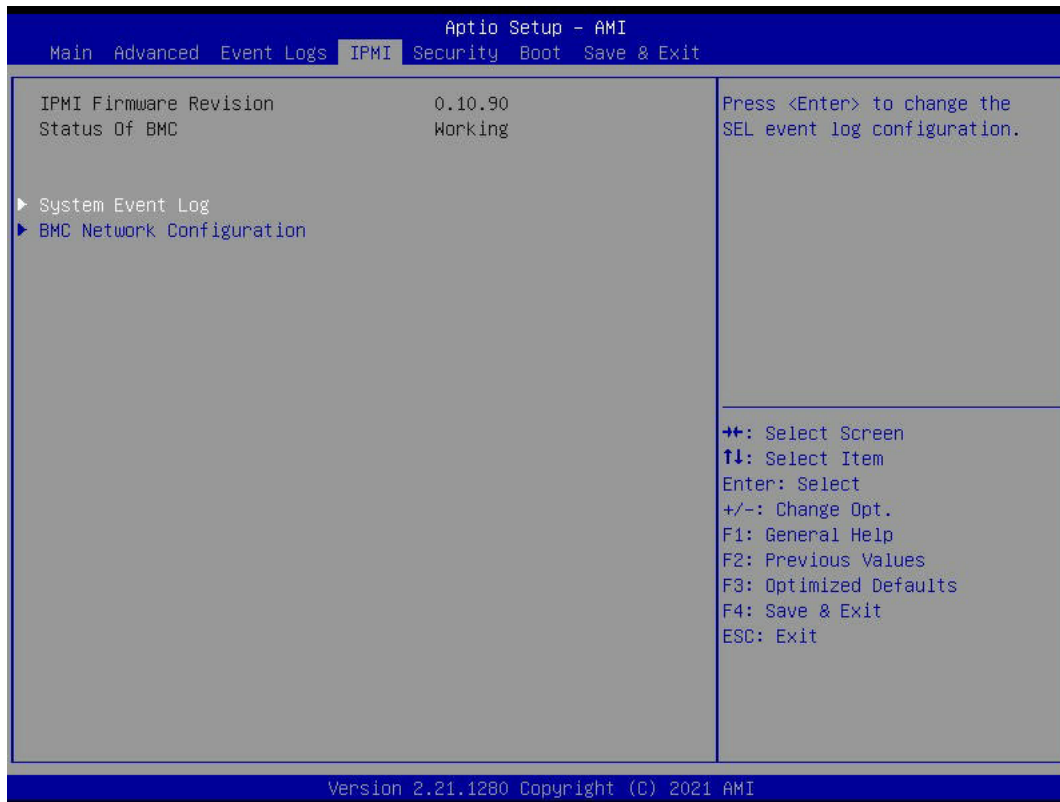 Aptio Setup – AMI
Main Advanced Event Logs IPMI Security Boot Save & Exit
IPMI Firmware Revision 0.10.90
Status Of BMC Working
System Event Log
BMC Network Configuration
Press <Enter> to change the
SEL event log configuration.
→←: Select Screen
↑↓: Select Item
Enter: Select
+/-: Change Opt.
F1: General Help
F2: Previous Values
F3: Optimized Defaults
F4: Save & Exit
ESC: Exit
Version 2.21.1280 Copyright (C) 2021 AMI